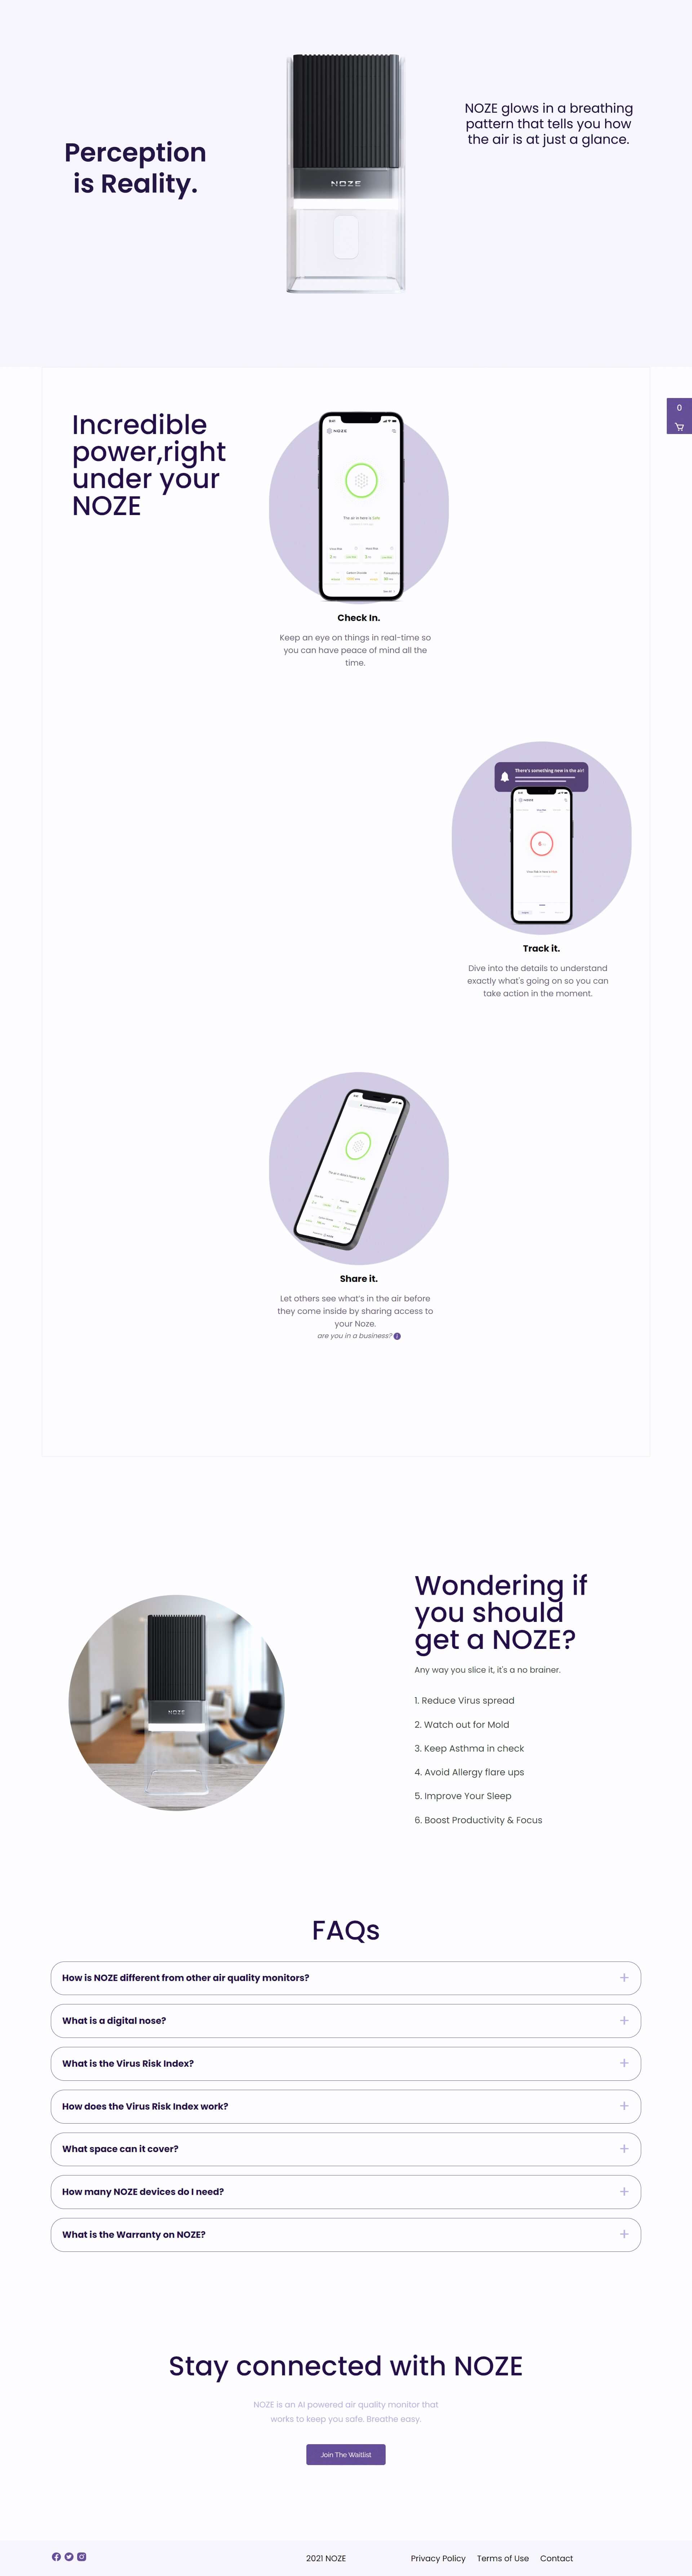 Perception
is Reality.
NOZE
NOZE glows in a breathing
pattern that tells you how
the air is at just a glance.
0
Incredible
power,right
under your
NOZE
NOZE
Check In.
Keep an eye on things in real-time so
you can have peace of mind all the
time.
There's something new in the air!
Track it.
Dive into the details to understand
exactly what's going on so you can
take action in the moment.
Share it.
Let others see what's in the air before
they come inside by sharing access to
your Noze.
are you in a business?
NOZE
Wondering if
you should
get a NOZE?
Any way you slice it, it's a no brainer.
1. Reduce Virus spread
2. Watch out for Mold
3. Keep Asthma in check
4. Avoid Allergy flare ups
5. Improve Your Sleep
6. Boost Productivity & Focus
FAQs
How is NOZE different from other air quality monitors?
What is a digital nose?
What is the Virus Risk Index?
How does the Virus Risk Index work?
What space can it cover?
How many NOZE devices do I need?
What is the Warranty on NOZE?
Stay connected with NOZE
NOZE is an AI powered air quality monitor that
works to keep you safe. Breathe easy.
Join The Waitlist
2021 NOZE
Privacy Policy Terms of Use Contact